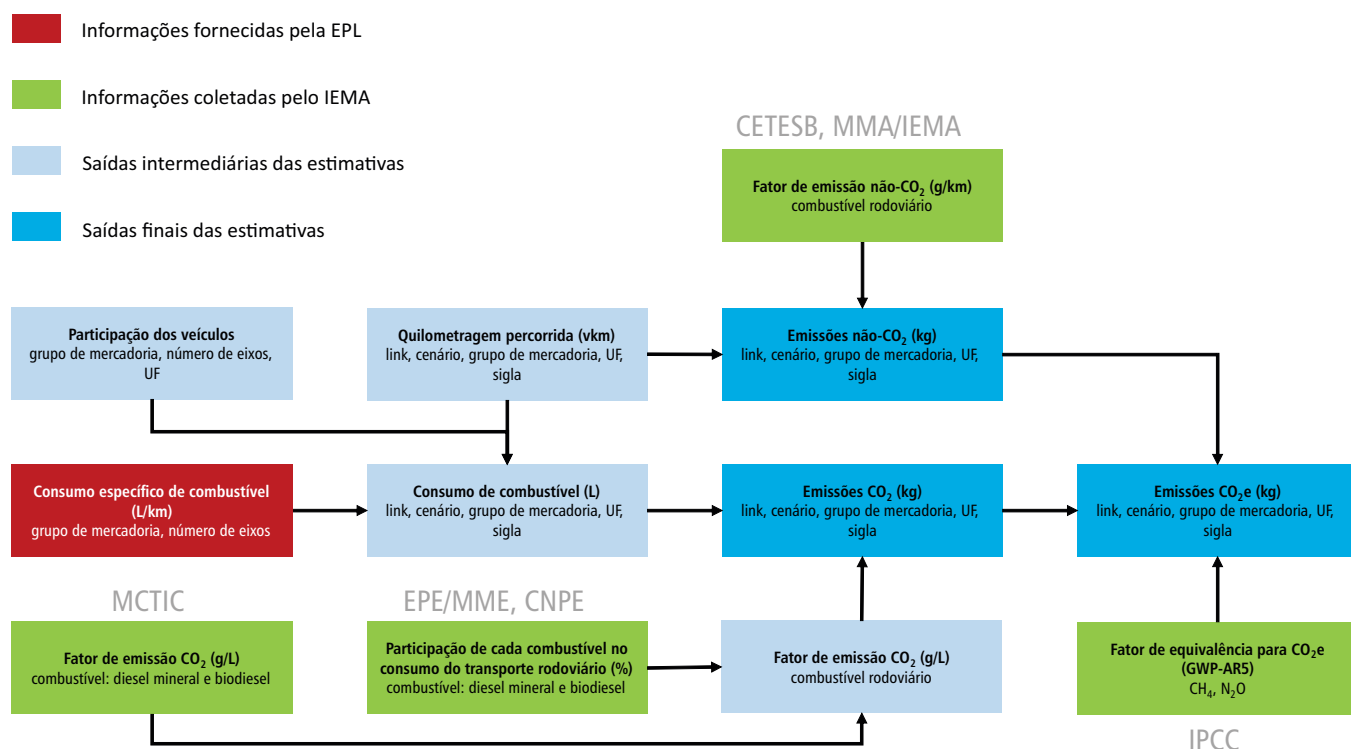 Informações fornecidas pela EPL
Informações coletadas pelo IEMA
Saídas intermediárias das estimativas
Saídas finais das estimativas
CETESB, MMA/IEMA
Fator de emissão não-CO₂ (g/km)
combustível rodoviário
Participação dos veículos
grupo de mercadoria, número de eixos,
UF
Quilometragem percorrida (vkm)
link, cenário, grupo de mercadoria, UF,
sigla
Emissões não-CO₂ (kg)
link, cenário, grupo de mercadoria, UF,
sigla
Consumo específico de combustível
(L/km)
grupo de mercadoria, número de eixos
Consumo de combustível (L)
link, cenário, grupo de mercadoria, UF,
sigla
Emissões CO₂ (kg)
link, cenário, grupo de mercadoria, UF,
sigla
Emissões CO₂e (kg)
link, cenário, grupo de mercadoria, UF,
sigla
MCTIC
Fator de emissão CO₂ (g/L)
combustível: diesel mineral e biodiesel
EPE/MME, CNPE
Participação de cada combustível no
consumo do transporte rodoviário (%)
combustível: diesel mineral e biodiesel
Fator de emissão CO₂ (g/L)
combustível rodoviário
Fator de equivalência para CO₂e
(GWP-AR5)
CH₄, N₂O
IPCC